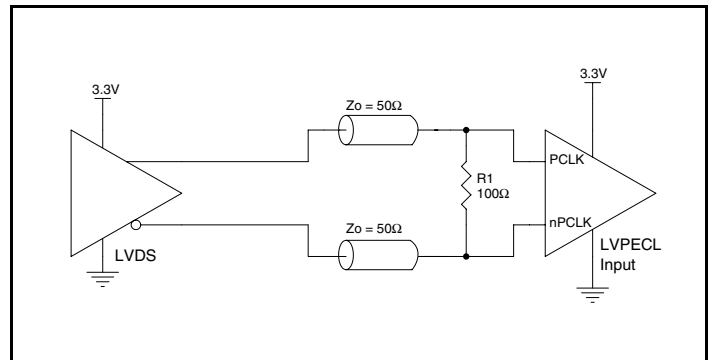 3.3V
3.3V
Zo = 50Ω
PCLK
R1
100Ω
Zo = 50Ω
nPCLK
LVDS
LVPECL
Input